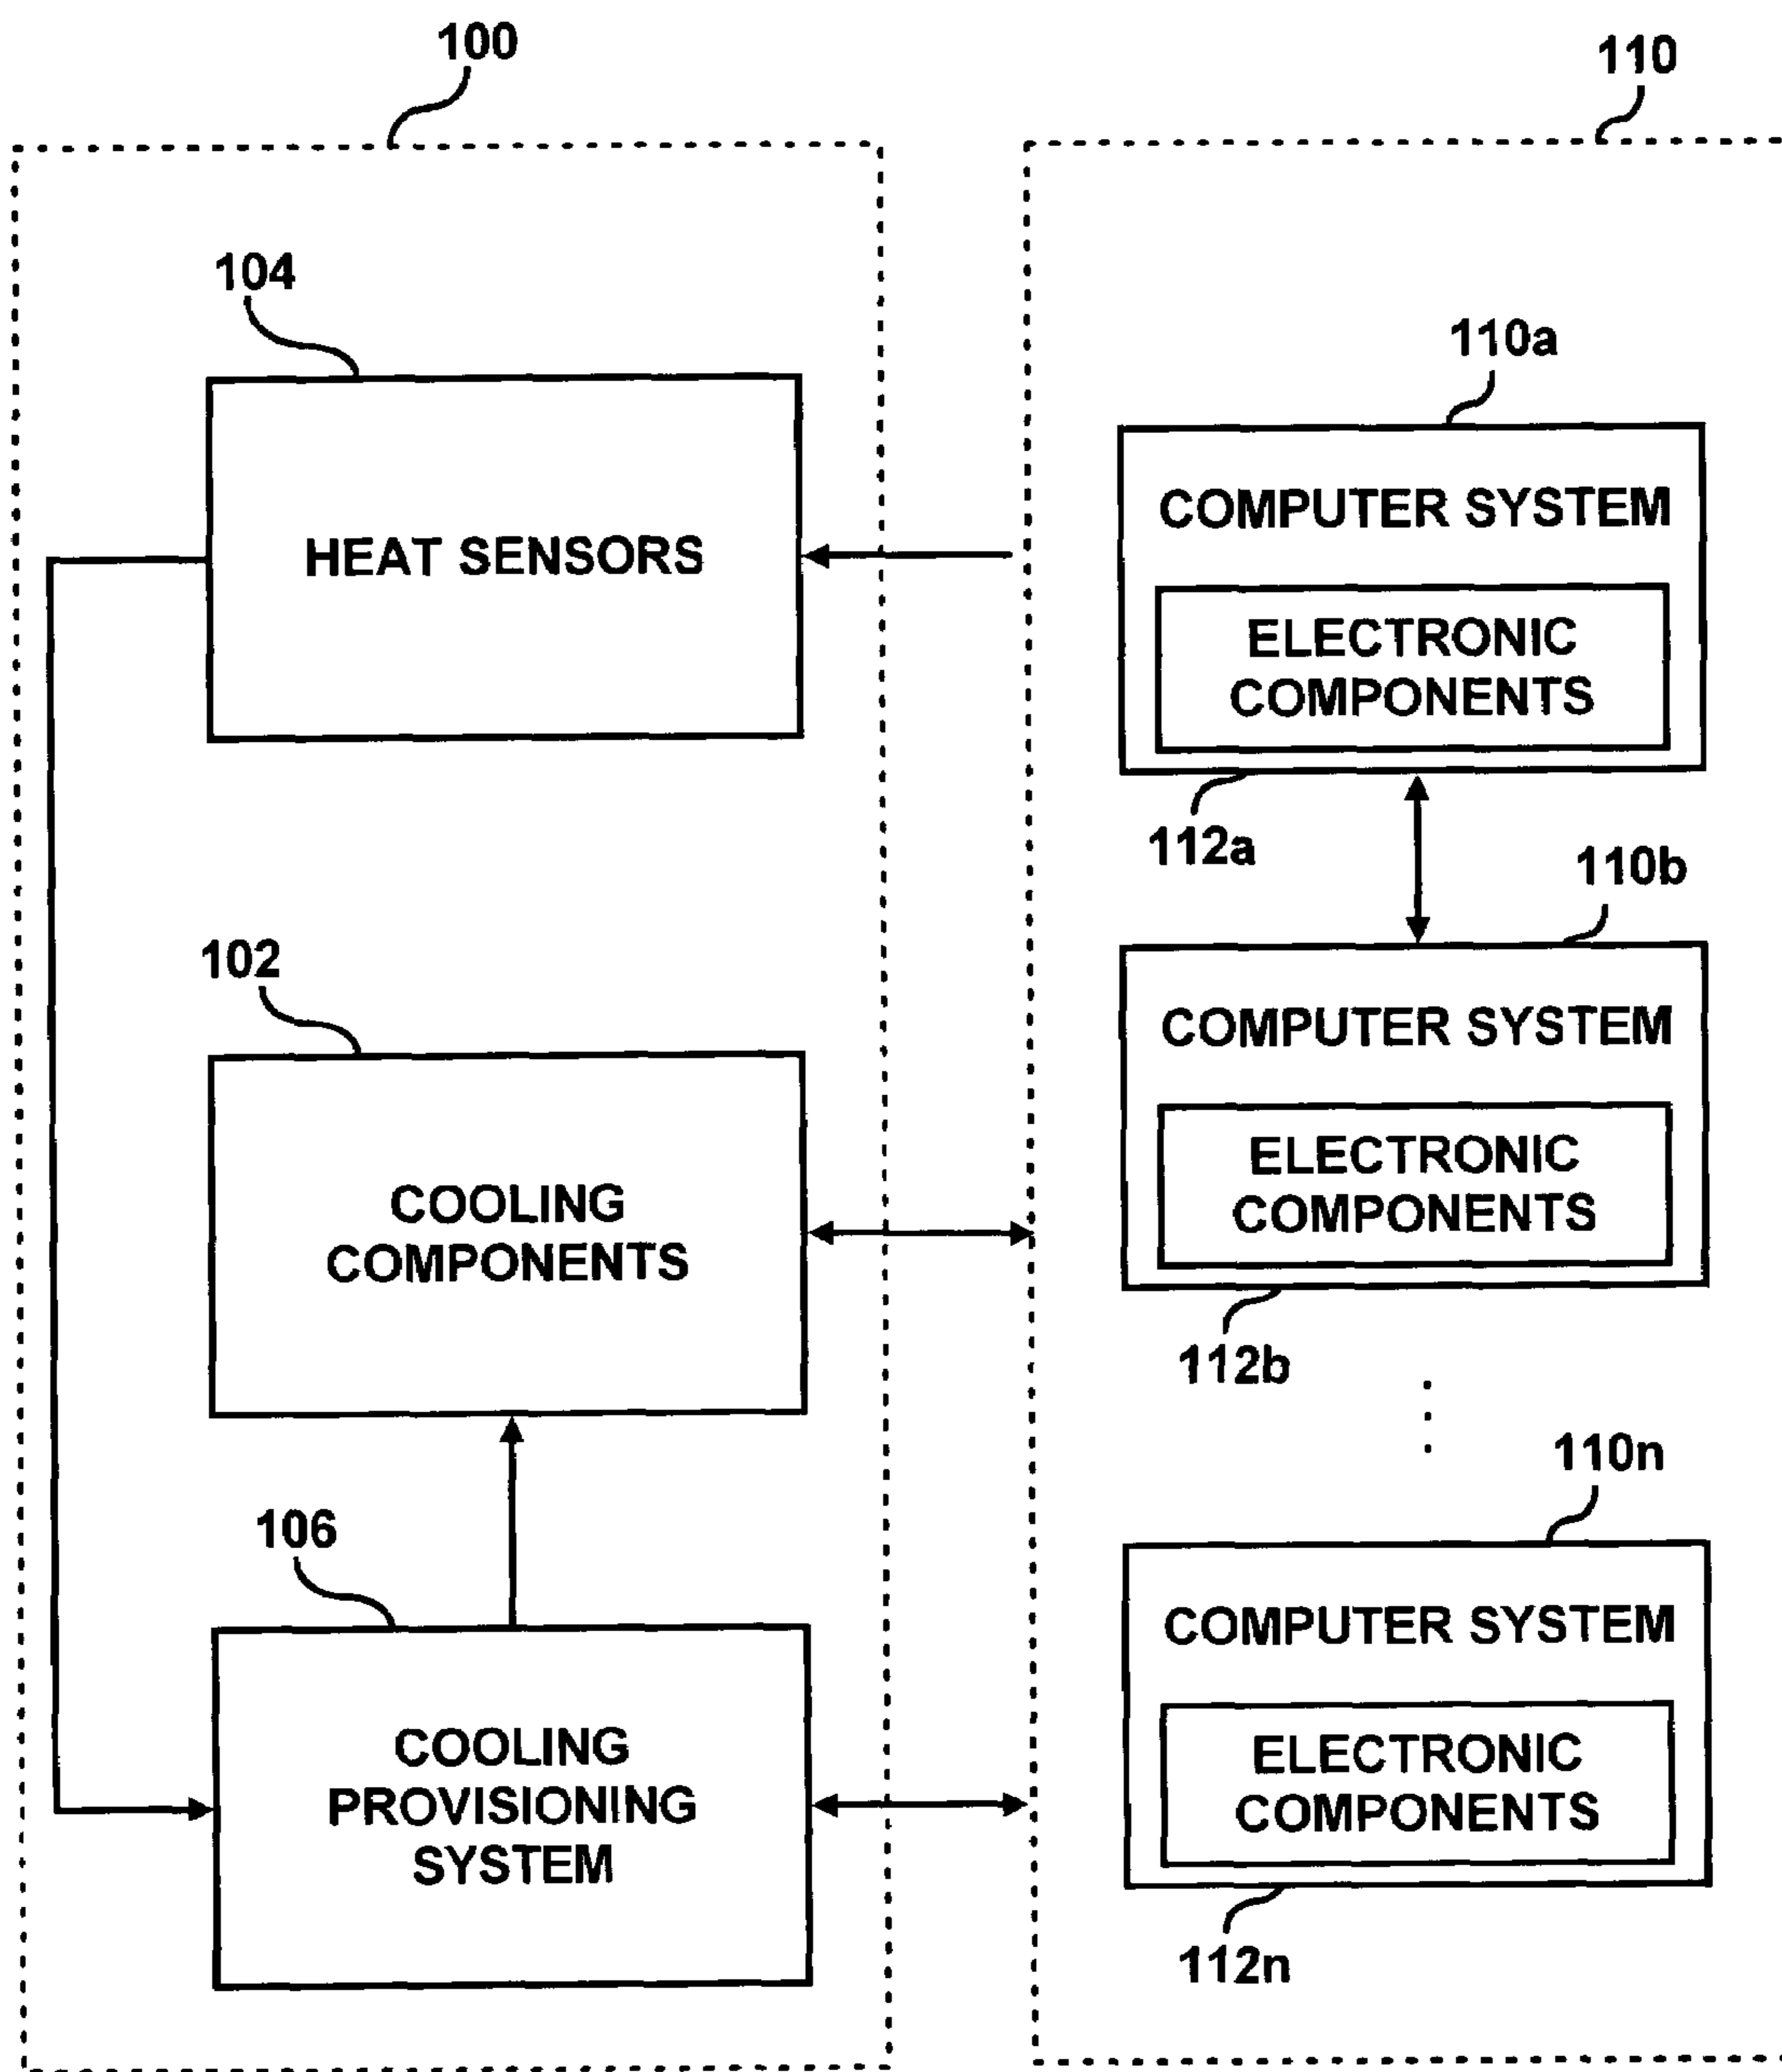 100
110
104
HEAT SENSORS
110a
COMPUTER SYSTEM
ELECTRONIC
COMPONENTS
112a
102
COOLING
COMPONENTS
110b
COMPUTER SYSTEM
ELECTRONIC
COMPONENTS
112b
106
COOLING
PROVISIONING
SYSTEM
110n
COMPUTER SYSTEM
ELECTRONIC
COMPONENTS
112n